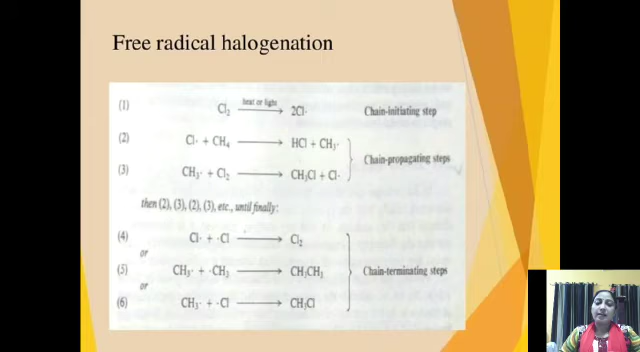 Free radical halogenation
(1) Cl₂ heat or light → 2Cl· Chain-initiating step
(2) Cl· + CH₄ → HCl + CH₃·
(3) CH₃· + Cl₂ → CH₃Cl + Cl·
Chain-propagating steps
then (2), (3), (2), (3), etc., until finally:
(4) Cl· + ·Cl → Cl₂
or
(5) CH₃· + ·CH₃ → CH₃CH₃
or
(6) CH₃· + ·Cl → CH₃Cl
Chain-terminating steps